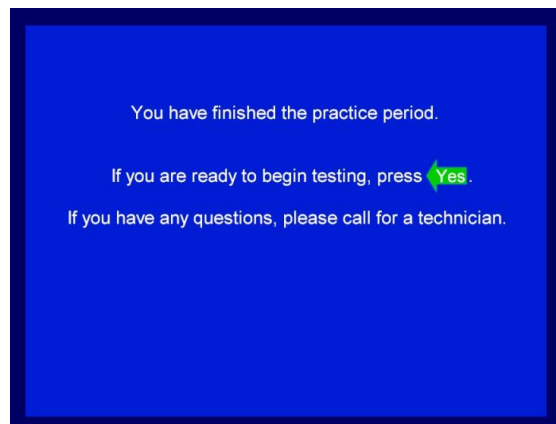 You have finished the practice period.
If you are ready to begin testing, press Yes.
If you have any questions, please call for a technician.